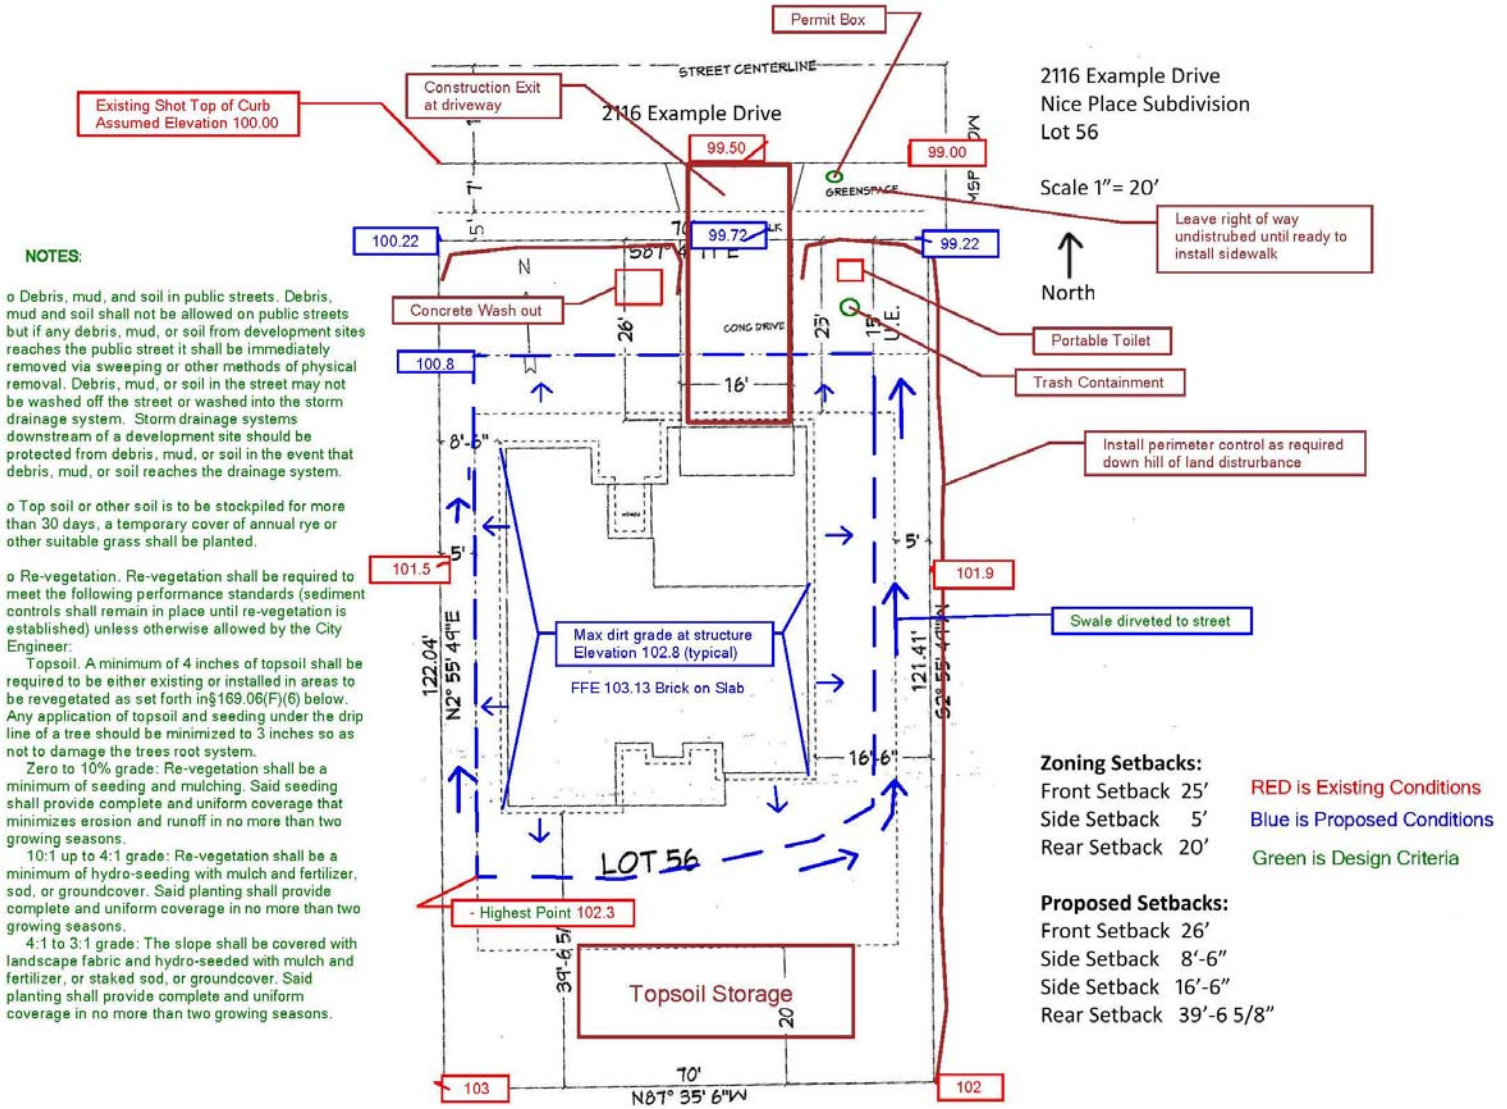 Permit Box
STREET CENTERLINE
Construction Exit
at driveway
2116 Example Drive
Existing Shot Top of Curb
Assumed Elevation 100.00
99.50
99.00
2116 Example Drive
Nice Place Subdivision
Lot 56
Scale 1"= 20'
North
7'
5'
GREENSPACE
Leave right of way
undistrubed until ready to
install sidewalk
100.22
99.72
99.22
N
Concrete Wash out
26'
CONC DRIVE
25'
15'
U.E.
Portable Toilet
Trash Containment
100.8
16'
8'-6"
Install perimeter control as required
down hill of land distrurbance
NOTES:
o Debris, mud, and soil in public streets. Debris,
mud and soil shall not be allowed on public streets
but if any debris, mud, or soil from development sites
reaches the public street it shall be immediately
removed via sweeping or other methods of physical
removal. Debris, mud, or soil in the street may not
be washed off the street or washed into the storm
drainage system. Storm drainage systems
downstream of a development site should be
protected from debris, mud, or soil in the event that
debris, mud, or soil reaches the drainage system.
o Top soil or other soil is to be stockpiled for more
than 30 days, a temporary cover of annual rye or
other suitable grass shall be planted.
o Re-vegetation. Re-vegetation shall be required to
meet the following performance standards (sediment
controls shall remain in place until re-vegetation is
established) unless otherwise allowed by the City
Engineer:
Topsoil. A minimum of 4 inches of topsoil shall be
required to be either existing or installed in areas to
be revegetated as set forth in§169.06(F)(6) below.
Any application of topsoil and seeding under the drip
line of a tree should be minimized to 3 inches so as
not to damage the trees root system.
Zero to 10% grade: Re-vegetation shall be a
minimum of seeding and mulching. Said seeding
shall provide complete and uniform coverage that
minimizes erosion and runoff in no more than two
growing seasons.
10:1 up to 4:1 grade: Re-vegetation shall be a
minimum of hydro-seeding with mulch and fertilizer,
sod, or groundcover. Said planting shall provide
complete and uniform coverage in no more than two
growing seasons.
4:1 to 3:1 grade: The slope shall be covered with
landscape fabric and hydro-seeded with mulch and
fertilizer, or staked sod, or groundcover. Said
planting shall provide complete and uniform
coverage in no more than two growing seasons.
5'
5'
101.5
101.9
Max dirt grade at structure
Elevation 102.8 (typical)
FFE 103.13 Brick on Slab
Swale dirveted to street
122.04'
N2° 55' 49"E
121.41'
S2° 55' 49"W
16'-6"
LOT 56
- Highest Point 102.3
39'-6 5/
Topsoil Storage
20
103
70'
N87° 35' 6"W
102
Zoning Setbacks:
Front Setback 25'
Side Setback 5'
Rear Setback 20'
RED is Existing Conditions
Blue is Proposed Conditions
Green is Design Criteria
Proposed Setbacks:
Front Setback 26'
Side Setback 8'-6"
Side Setback 16'-6"
Rear Setback 39'-6 5/8"